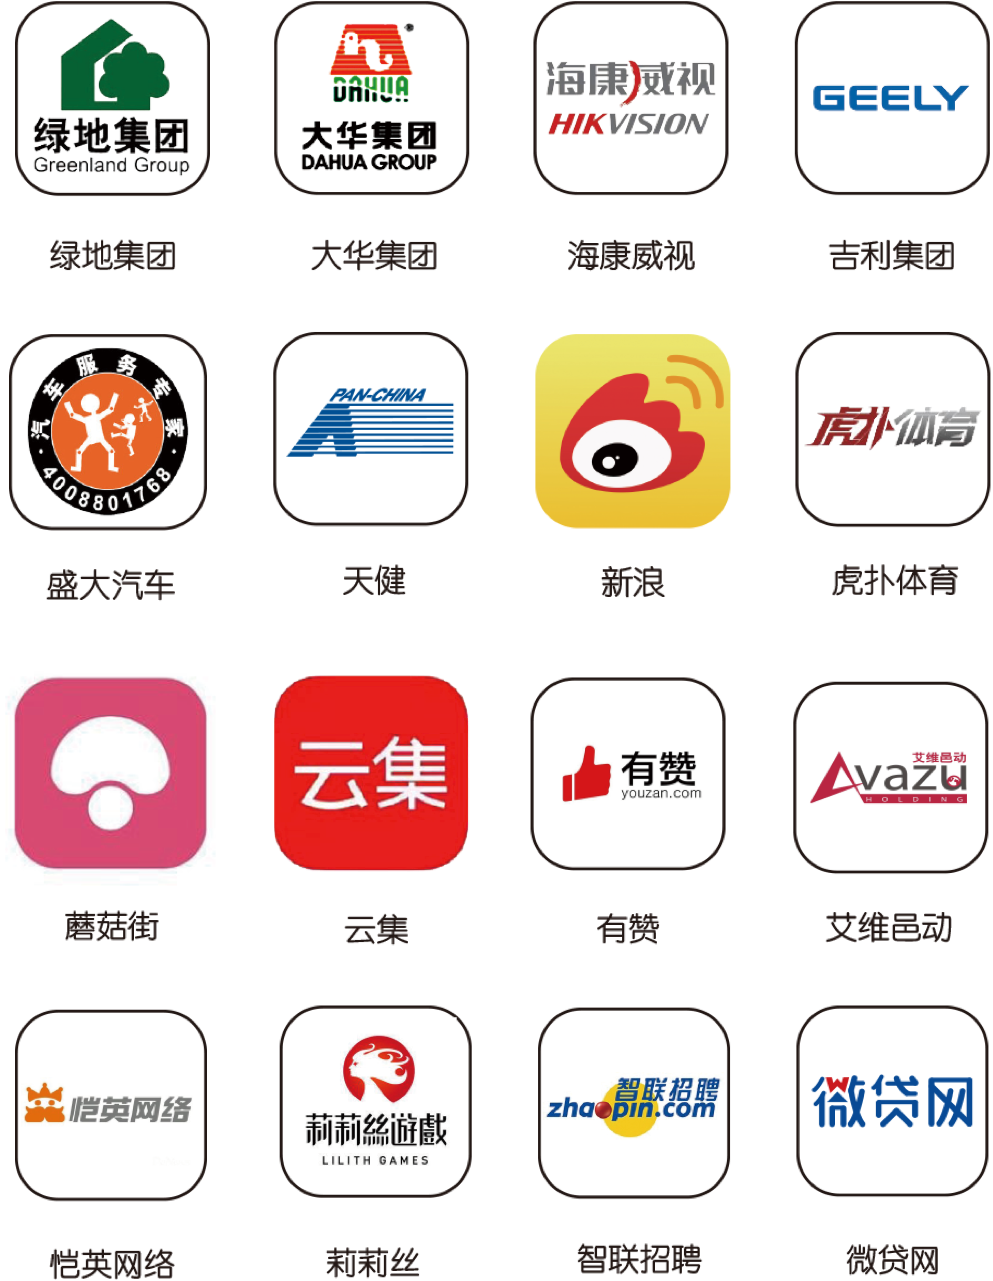 绿地集团
Greenland Group
DAHUA
大华集团
DAHUA GROUP
海康威视
HIKVISION
GEELY
绿地集团
大华集团
海康威视
吉利集团
汽车服务专家
·4008801768·
PAN-CHINA
虎扑体育
盛大汽车
天健
新浪
虎扑体育
云集
有赞
youzan.com
艾维邑动
Avazu
HOLDING
蘑菇街
云集
有赞
艾维邑动
恺英网络
莉莉絲遊戲
LILITH GAMES
智联招聘
zhaopin.com
微贷网
恺英网络
莉莉丝
智联招聘
微贷网